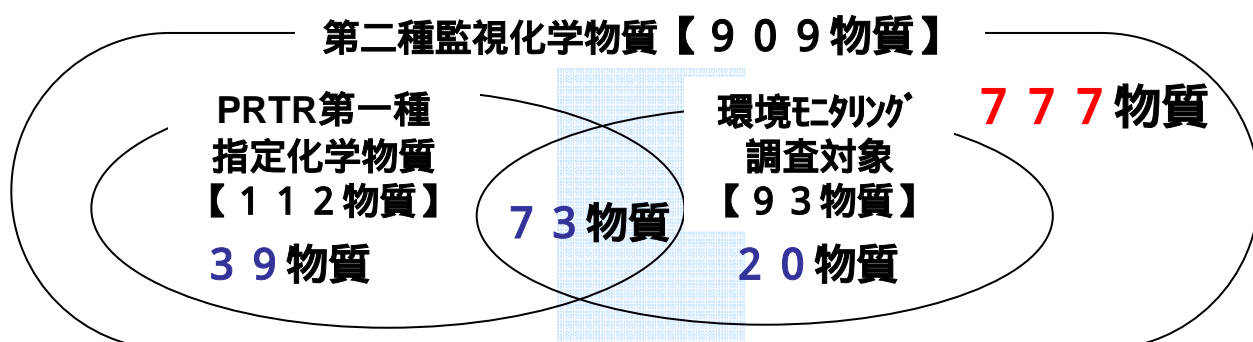 第二種監視化学物質【９０９物質】
PRTR第一種
指定化学物質
【１１２物質】
３９物質
７３物質
環境ﾓﾆﾀﾘﾝｸﾞ
調査対象
【９３物質】
２０物質
７７７物質